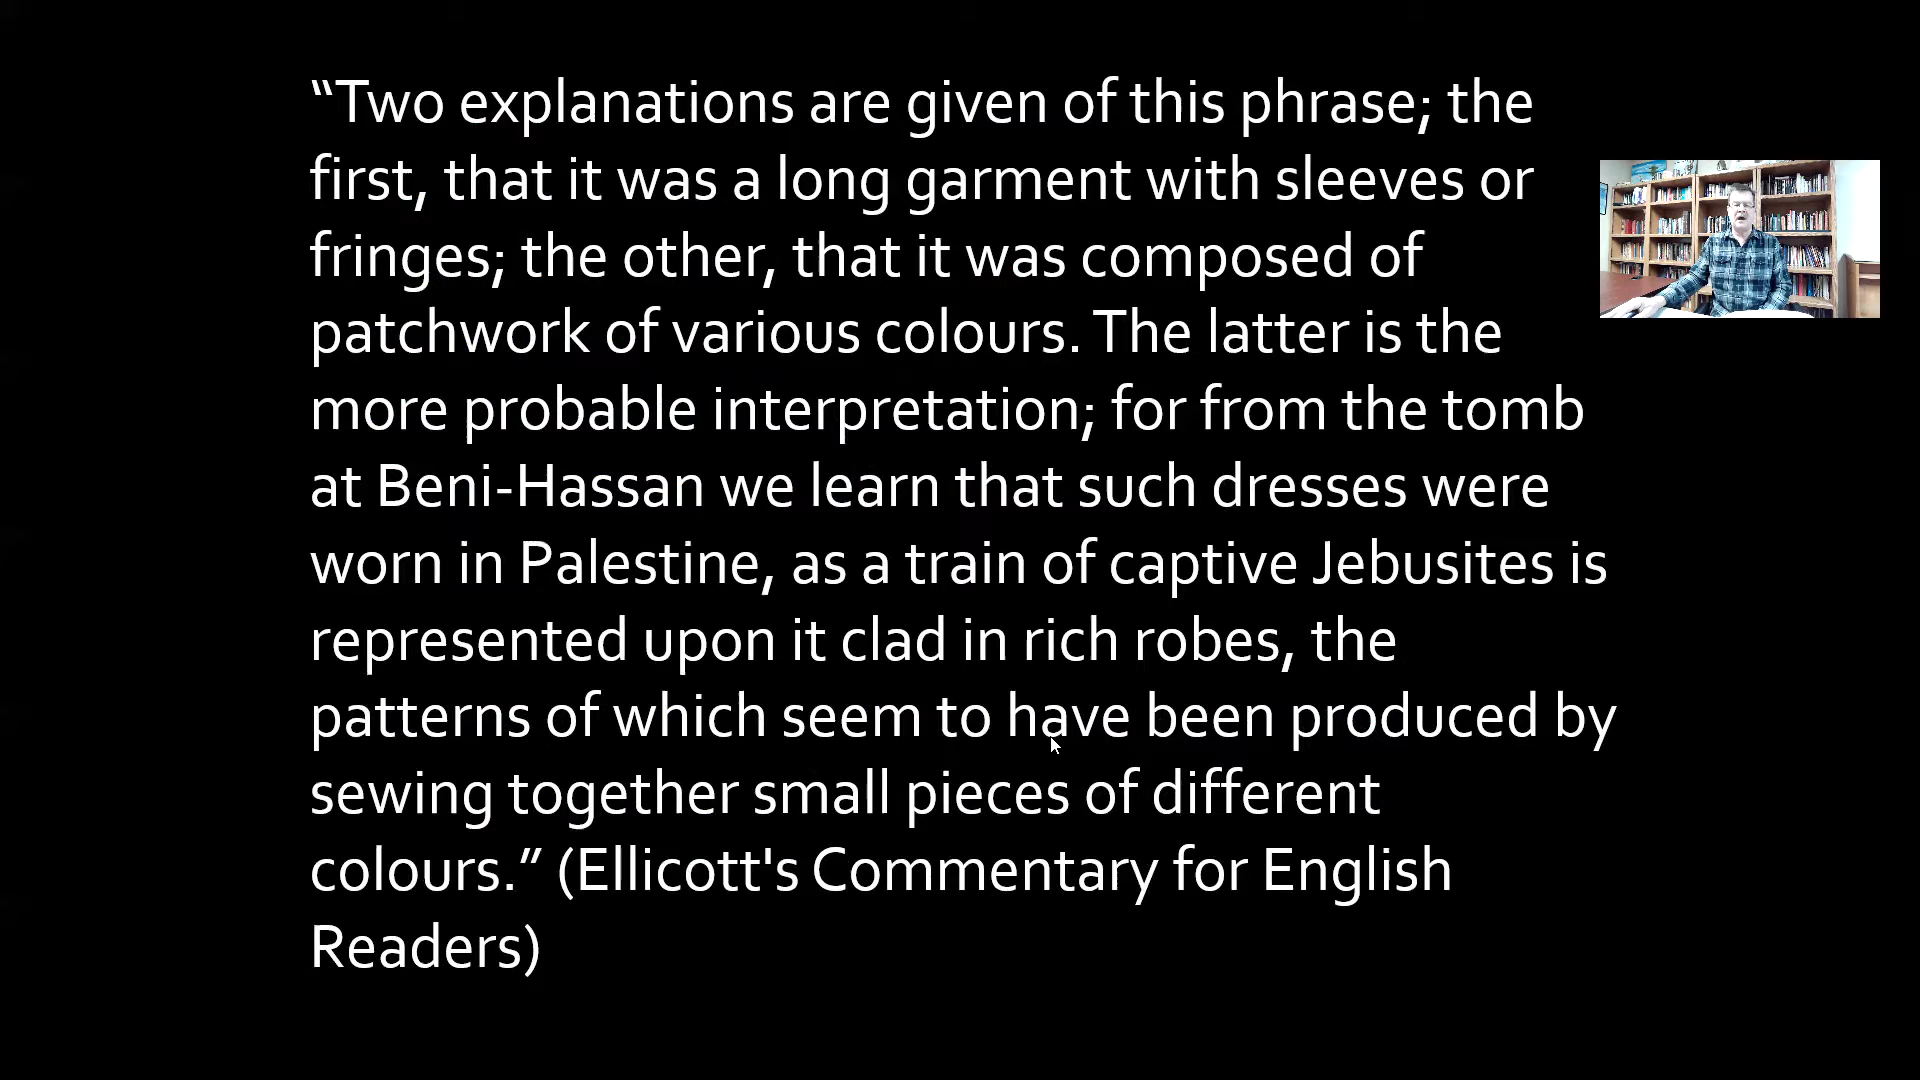 “Two explanations are given of this phrase; the
first, that it was a long garment with sleeves or
fringes; the other, that it was composed of
patchwork of various colours. The latter is the
more probable interpretation; for from the tomb
at Beni-Hassan we learn that such dresses were
worn in Palestine, as a train of captive Jebusites is
represented upon it clad in rich robes, the
patterns of which seem to have been produced by
sewing together small pieces of different
colours.” (Ellicott's Commentary for English
Readers)